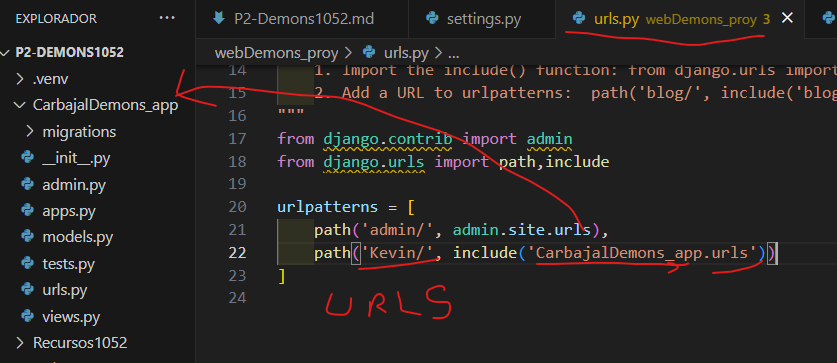 EXPLORADOR
P2-Demons1052.md
settings.py
urls.py webDemons_proy 3
P2-DEMONS1052
webDemons_proy > urls.py > ...
.venv
CarbajalDemons_app
migrations
__init__.py
admin.py
apps.py
models.py
tests.py
urls.py
views.py
Recursos1052
14 1. Import the include() function: from django.urls import
15 2. Add a URL to urlpatterns:  path('blog/', include('blog
16 """
17 from django.contrib import admin
18 from django.urls import path,include
19
20 urlpatterns = [
21 path('admin/', admin.site.urls),
22 path('Kevin/', include('CarbajalDemons_app.urls'))
23 ]
24
URLS